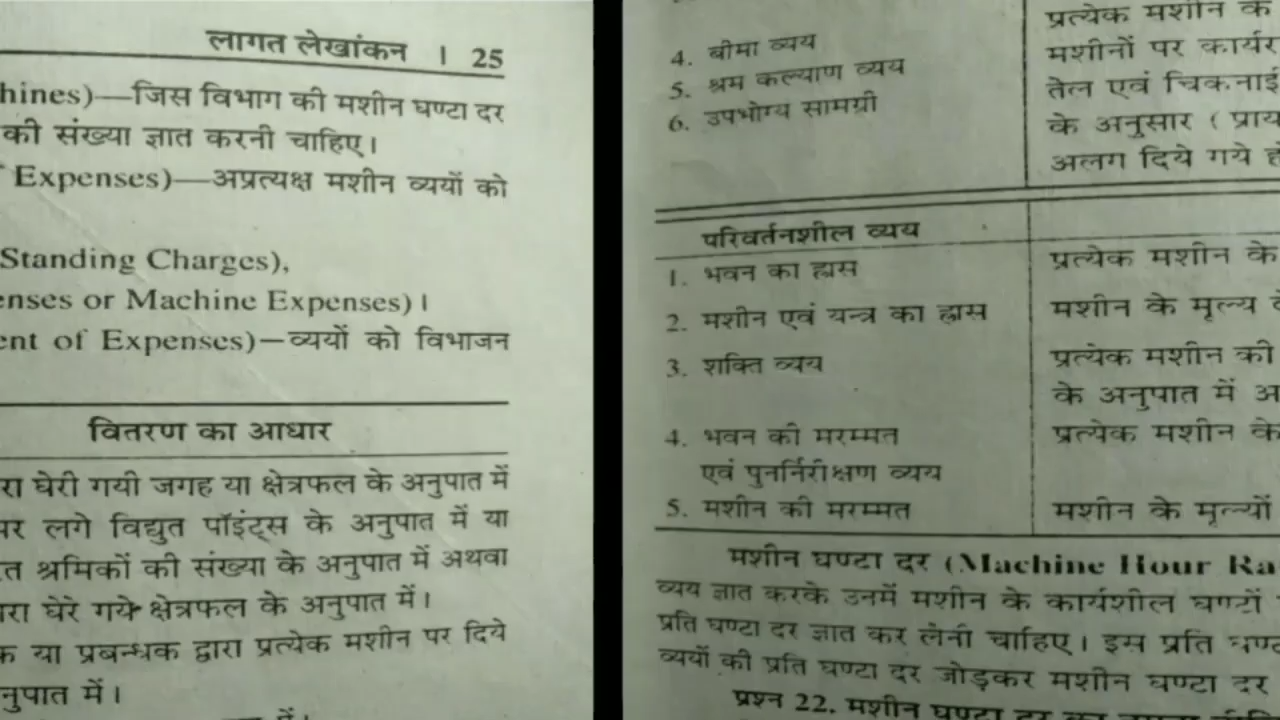 लागत लेखांकन । 25
hines)—जिस विभाग की मशीन घण्टा दर
की संख्या ज्ञात करनी चाहिए।
Expenses)—अप्रत्यक्ष मशीन व्ययों को
Standing Charges),
enses or Machine Expenses)।
ent of Expenses)—व्ययों को विभाजन
वितरण का आधार
रा घेरी गयी जगह या क्षेत्रफल के अनुपात में
पर लगे विद्युत पॉइंट्स के अनुपात में या
त श्रमिकों की संख्या के अनुपात में अथवा
रा घेरे गये क्षेत्रफल के अनुपात में।
क या प्रबन्धक द्वारा प्रत्येक मशीन पर दिये
नुपात में।
में।
प्रत्येक मशीन के
4. बीमा व्यय
मशीनों पर कार्यर
5. श्रम कल्याण व्यय
तेल एवं चिकनाई
6. उपभोग्य सामग्री
के अनुसार ( प्राय
अलग दिये गये ह
परिवर्तनशील व्यय
1. भवन का ह्रास प्रत्येक मशीन के
2. मशीन एवं यन्त्र का ह्रास मशीन के मूल्य
3. शक्ति व्यय प्रत्येक मशीन की
के अनुपात में अ
4. भवन की मरम्मत प्रत्येक मशीन के
एवं पुनर्निरीक्षण व्यय
5. मशीन की मरम्मत मशीन के मूल्यों
मशीन घण्टा दर (Machine Hour Ra
व्यय ज्ञात करके उनमें मशीन के कार्यशील घण्टों
प्रति घण्टा दर ज्ञात कर लेनी चाहिए। इस प्रति घण्ट
व्ययों की प्रति घण्टा दर जोड़कर मशीन घण्टा दर
प्रश्न 22. मशीन घण्टा दर का